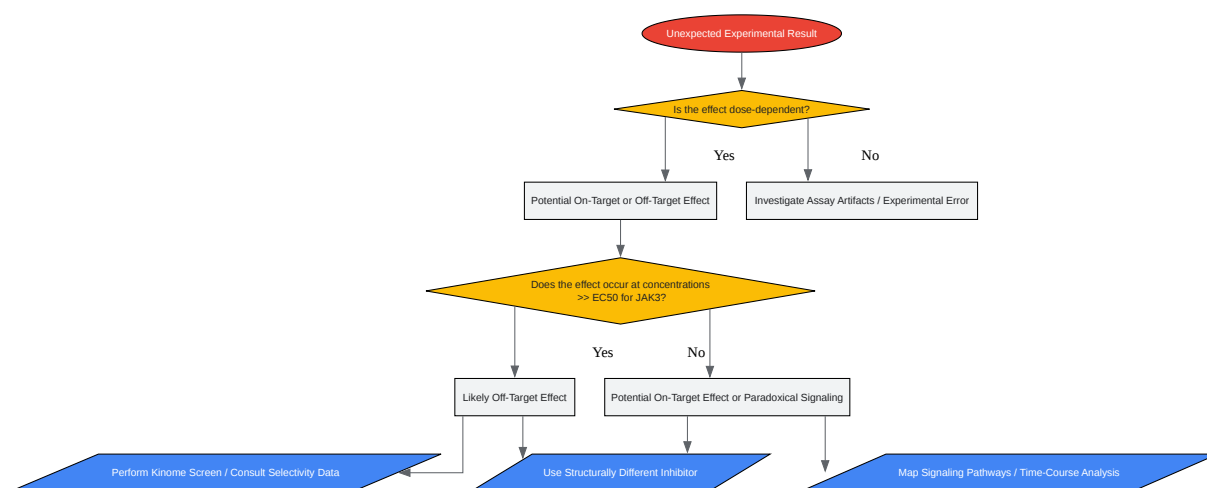 Unexpected Experimental Result
Is the effect dose-dependent?
Yes
No
Potential On-Target or Off-Target Effect
Investigate Assay Artifacts / Experimental Error
Does the effect occur at concentrations
>> EC50 for JAK3?
Yes
No
Likely Off-Target Effect
Potential On-Target Effect or Paradoxical Signaling
Perform Kinome Screen / Consult Selectivity Data
Use Structurally Different Inhibitor
Map Signaling Pathways / Time-Course Analysis